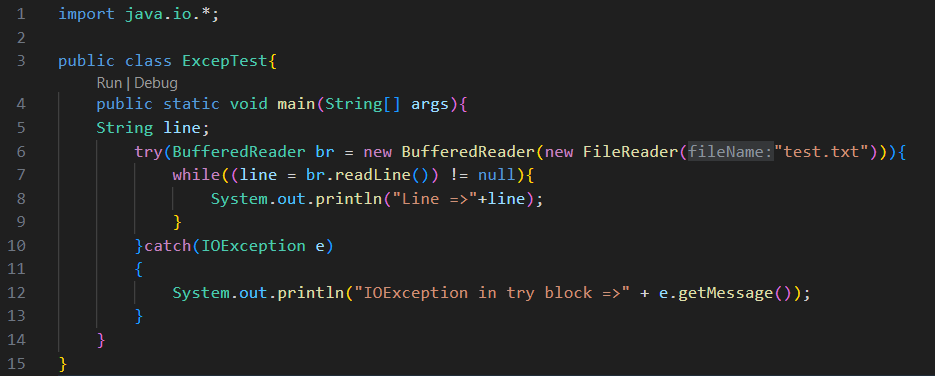 1 import java.io.*;
2
3 public class ExcepTest{
Run | Debug
4 public static void main(String[] args){
5 String line;
6 try(BufferedReader br = new BufferedReader(new FileReader(fileName:"test.txt"))){
7 while((line = br.readLine()) != null){
8 System.out.println("Line =>"+line);
9 }
10 }catch(IOException e)
11 {
12 System.out.println("IOException in try block =>" + e.getMessage());
13 }
14 }
15 }